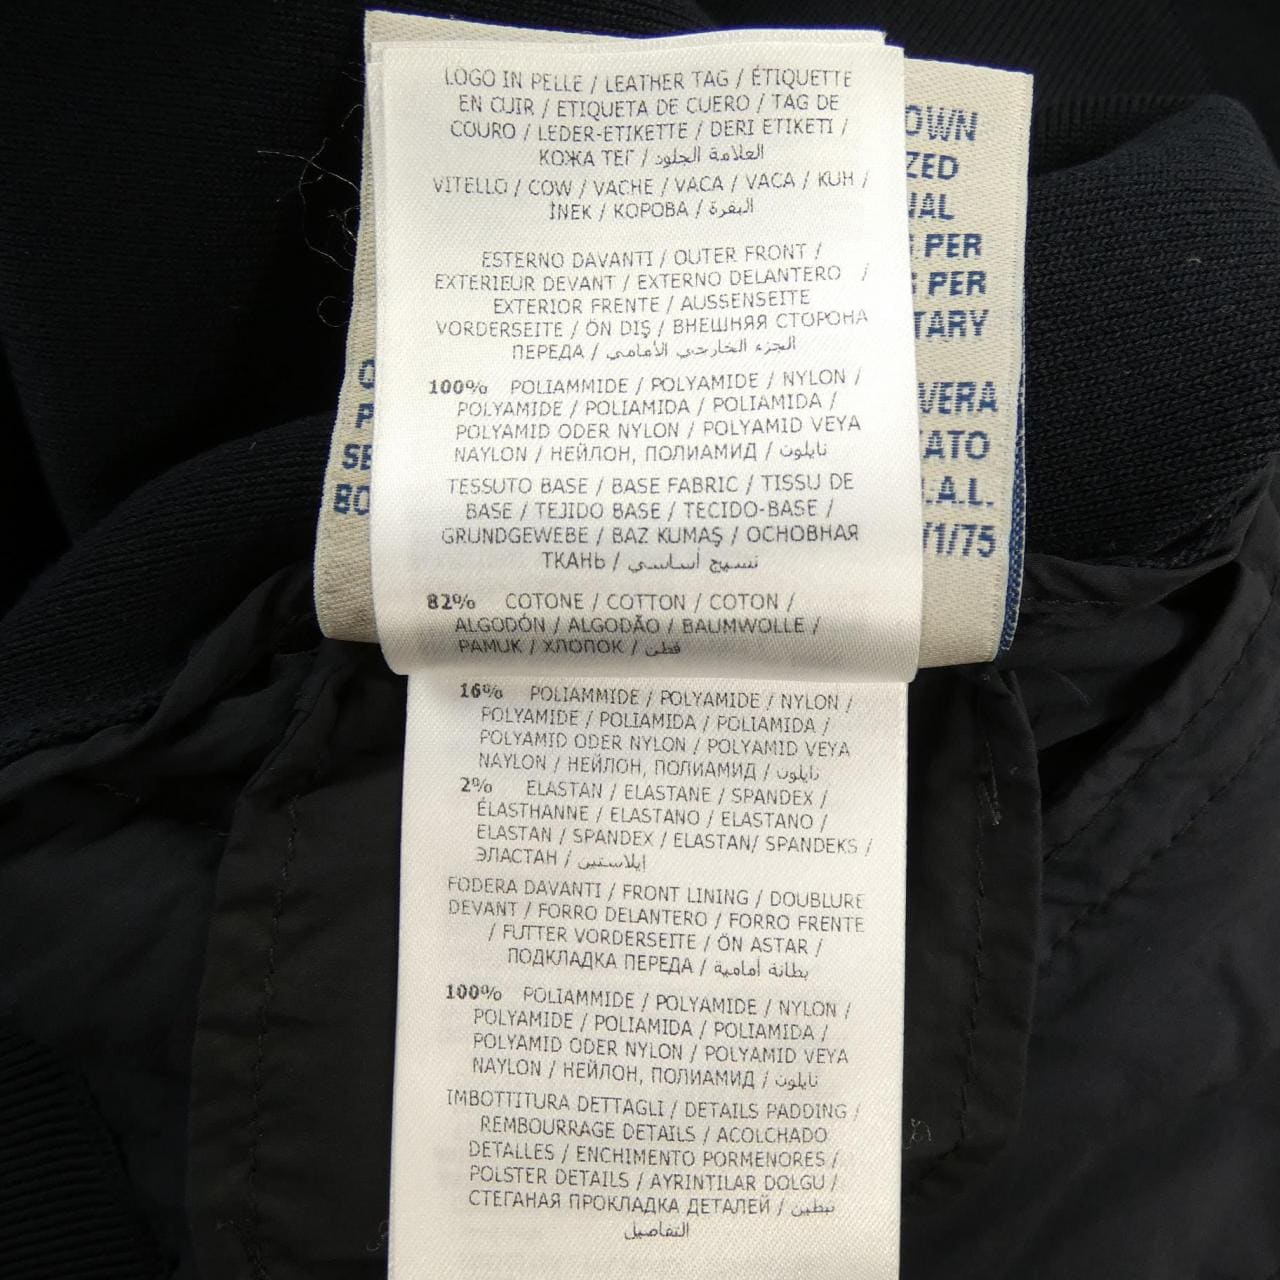 LOGO IN PELLE / LEATHER TAG / ÉTIQUETTE
EN CUIR / ETIQUETA DE CUERO / TAG DE
COURO / LEDER-ETIKETTE / DERI ETIKETI /
КОЖА ТЕГ / العلامة الجلود
VITELLO / COW / VACHE / VACA / VACA / KUH /
İNEK / КОРОВА / البقرة
ESTERNO DAVANTI / OUTER FRONT /
EXTERIEUR DEVANT / EXTERNO DELANTERO /
EXTERIOR FRENTE / AUSSENSEITE
VORDERSEITE / ÖN DIŞ / ВНЕШНЯЯ СТОРОНА
ПЕРЕДА / الجزء الخارجي الأمامي
100% POLIAMMIDE / POLYAMIDE / NYLON /
POLYAMIDE / POLIAMIDA / POLIAMIDA /
POLYAMID ODER NYLON / POLYAMID VEYA
NAYLON / НЕЙЛОН, ПОЛИАМИД / نايلون
TESSUTO BASE / BASE FABRIC / TISSU DE
BASE / TEJIDO BASE / TECIDO-BASE /
GRUNDGEWEBE / BAZ KUMAŞ / ОСНОВНАЯ
ТКАНЬ / نسيج أساسي
82% COTONE / COTTON / COTON /
ALGODÓN / ALGODÃO / BAUMWOLLE /
PAMUK / ХЛОПОК / قطن
16% POLIAMMIDE / POLYAMIDE / NYLON /
POLYAMIDE / POLIAMIDA / POLIAMIDA /
POLYAMID ODER NYLON / POLYAMID VEYA
NAYLON / НЕЙЛОН, ПОЛИАМИД / نايلون
2% ELASTAN / ELASTANE / SPANDEX /
ÉLASTHANNE / ELASTANO / ELASTANO /
ELASTAN / SPANDEX / ELASTAN/ SPANDEKS /
ЭЛАСТАН / إيلاستين
FODERA DAVANTI / FRONT LINING / DOUBLURE
DEVANT / FORRO DELANTERO / FORRO FRENTE
/ FUTTER VORDERSEITE / ÖN ASTAR /
ПОДКЛАДКА ПЕРЕДА / بطانة أمامية
100% POLIAMMIDE / POLYAMIDE / NYLON /
POLYAMIDE / POLIAMIDA / POLIAMIDA /
POLYAMID ODER NYLON / POLYAMID VEYA
NAYLON / НЕЙЛОН, ПОЛИАМИД / نايلون
IMBOTTITURA DETTAGLI / DETAILS PADDING /
REMBOURRAGE DETAILS / ACOLCHADO
DETALLES / ENCHIMENTO PORMENORES /
POLSTER DETAILS / AYRINTILAR DOLGU /
СТЕГАНАЯ ПРОКЛАДКА ДЕТАЛЕЙ / تبطين
التفاصيل
OWN
ZED
PER
PER
TARY
VERA
.A.L.
/1/75